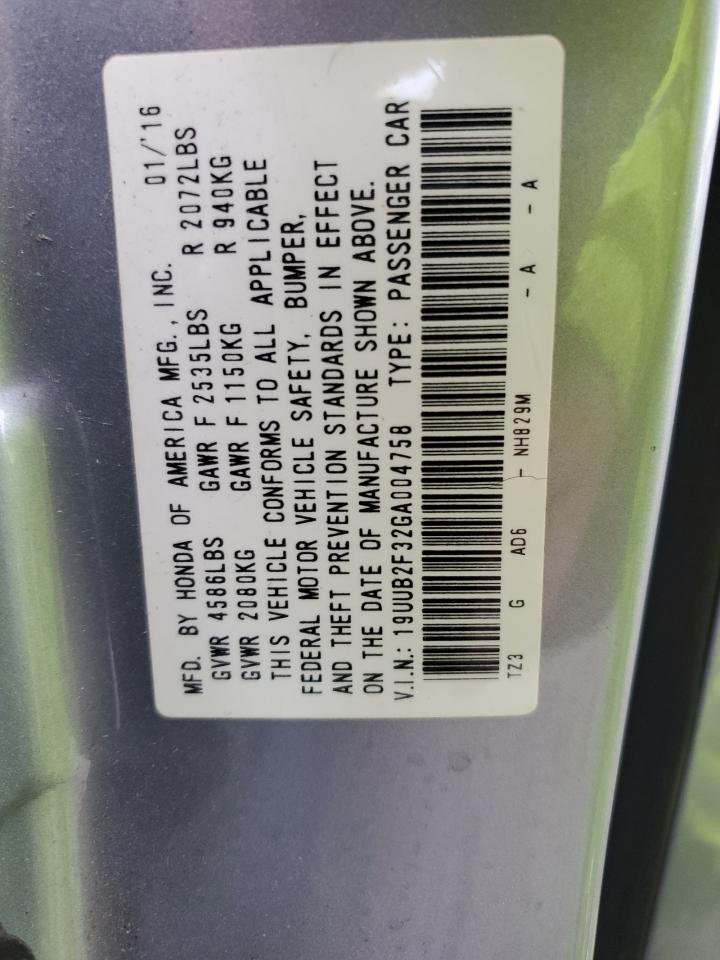 MFD. BY HONDA OF AMERICA MFG., INC. 01/'16
GVWR 4586LBS GAWR F 2535LBS R 2072LBS
GVWR 2080KG GAWR F 1150KG R 940KG
THIS VEHICLE CONFORMS TO ALL APPLICABLE
FEDERAL MOTOR VEHICLE SAFETY, BUMPER,
AND THEFT PREVENTION STANDARDS IN EFFECT
ON THE DATE OF MANUFACTURE SHOWN ABOVE.
V.I.N.: 19UUB2F32GA004758 TYPE: PASSENGER CAR
TZ3 G AD6 - NH829M - A - A